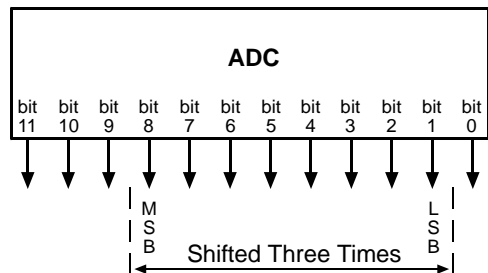 ADC
bit bit bit bit bit bit bit bit bit bit bit bit
11 10 9 8 7 6 5 4 3 2 1 0
M L
S S
B B
Shifted Three Times